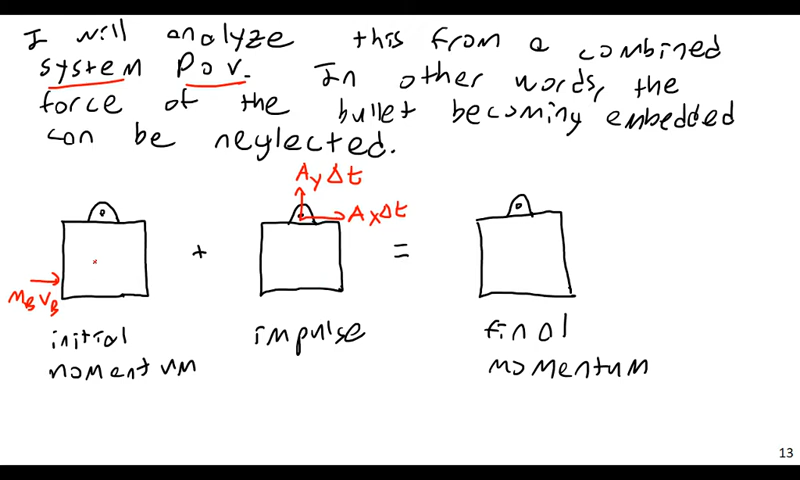 I will analyze this from a combined
system Pov. In other words, the
force of the bullet becoming embedded
can be neglected.
AyΔt
AxΔt
+
=
MBVB
initial momentum
impulse
final momentum
13